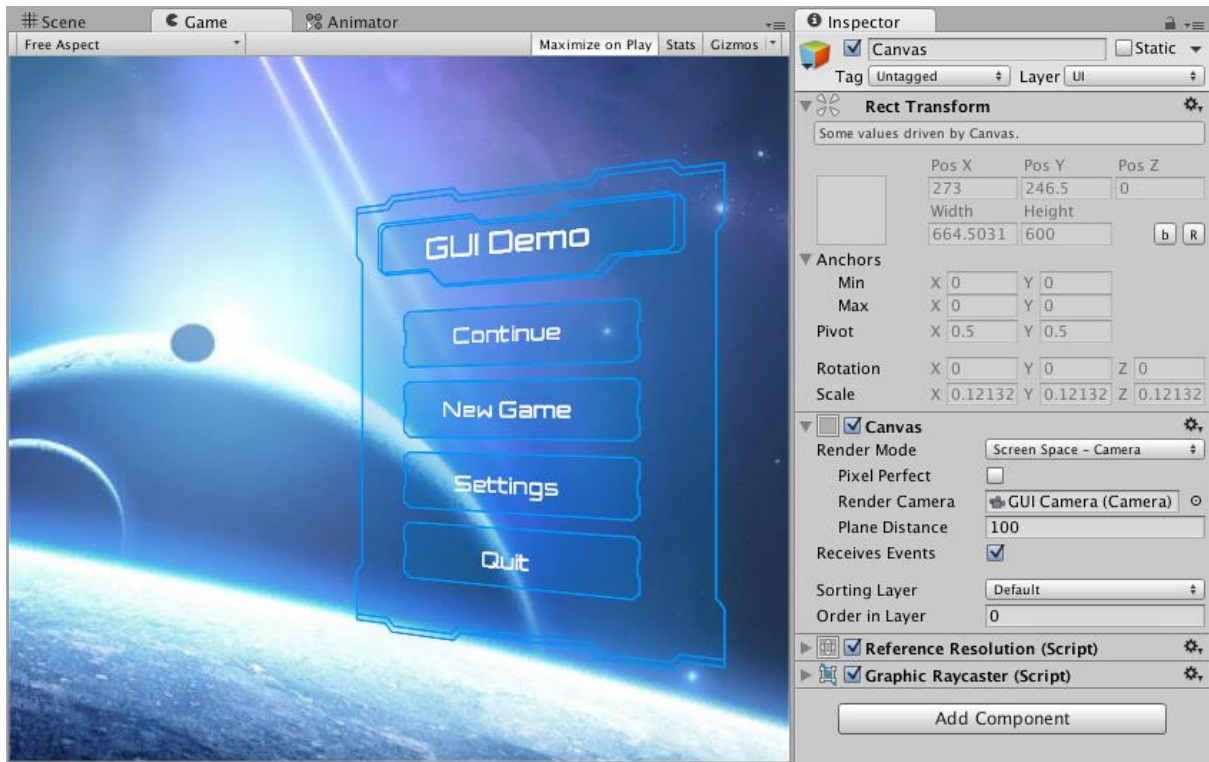 Scene Game Animator
Free Aspect Maximize on Play Stats Gizmos
GUI Demo
Continue
New Game
Settings
Quit
Inspector
Canvas Static
Tag Untagged Layer UI
Rect Transform
Some values driven by Canvas.
Pos X Pos Y Pos Z
273 246.5 0
Width Height
664.5031 600 b R
Anchors
Min X 0 Y 0
Max X 0 Y 0
Pivot X 0.5 Y 0.5
Rotation X 0 Y 0 Z 0
Scale X 0.12132 Y 0.12132 Z 0.12132
Canvas
Render Mode Screen Space – Camera
Pixel Perfect
Render Camera GUI Camera (Camera)
Plane Distance 100
Receives Events
Sorting Layer Default
Order in Layer 0
Reference Resolution (Script)
Graphic Raycaster (Script)
Add Component